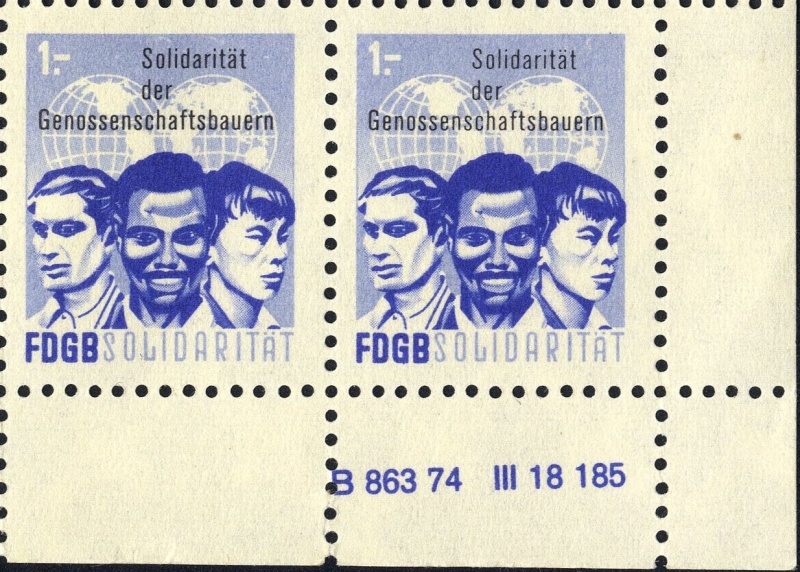 1.-
Solidarität
der
Genossenschaftsbauern
FDGB SOLIDARITÄT
1.-
Solidarität
der
Genossenschaftsbauern
FDGB SOLIDARITÄT
B 863 74 III 18 185